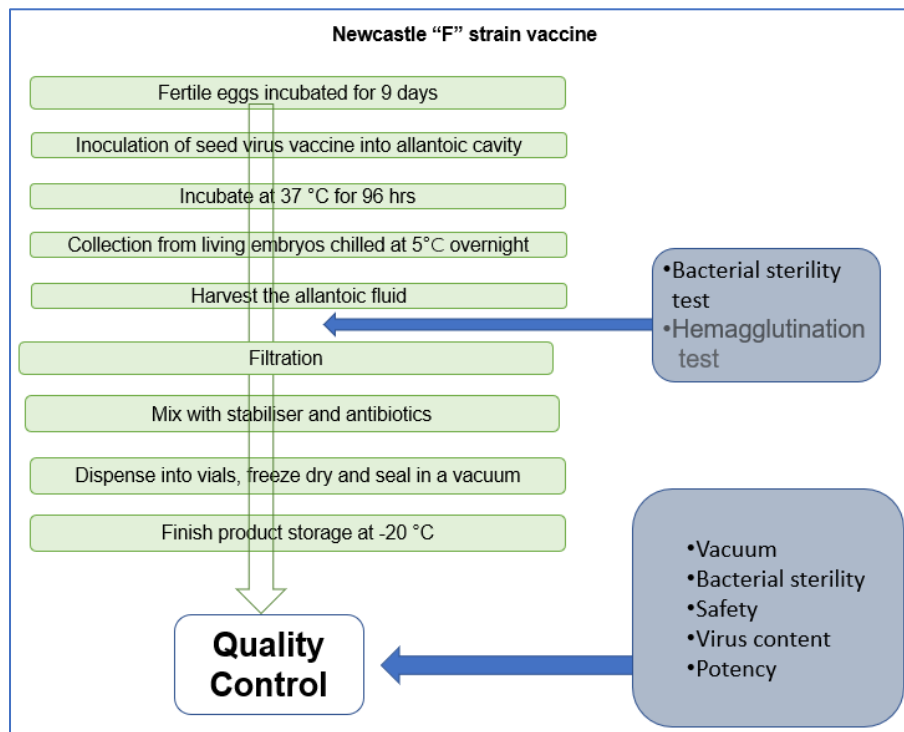 Newcastle “F” strain vaccine
Fertile eggs incubated for 9 days
Inoculation of seed virus vaccine into allantoic cavity
Incubate at 37 °C for 96 hrs
Collection from living embryos chilled at 5°C overnight
Harvest the allantoic fluid
•Bacterial sterility
test
•Hemagglutination
test
Filtration
Mix with stabiliser and antibiotics
Dispense into vials, freeze dry and seal in a vacuum
Finish product storage at -20 °C
Quality
Control
•Vacuum
•Bacterial sterility
•Safety
•Virus content
•Potency